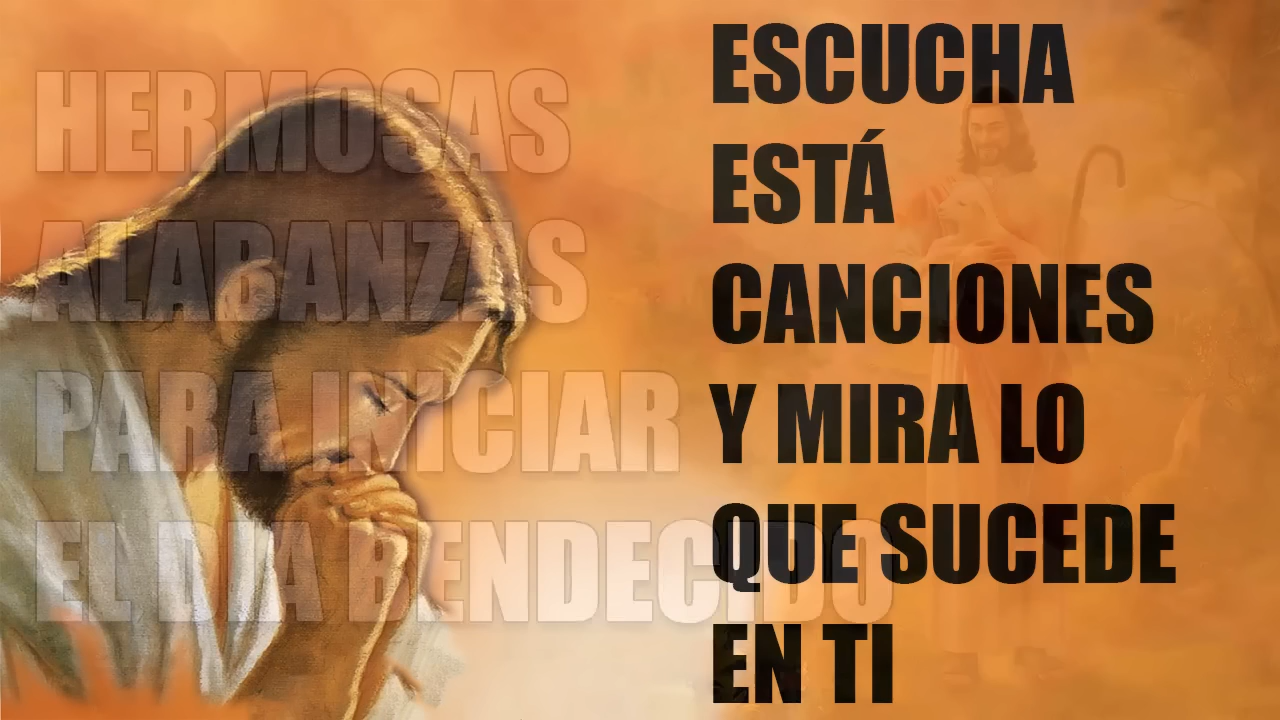 HERMOSAS
ALABANZAS
PARA INICIAR
EL DIA BENDECIDO
ESCUCHA
ESTÁ
CANCIONES
Y MIRA LO
QUE SUCEDE
EN TI